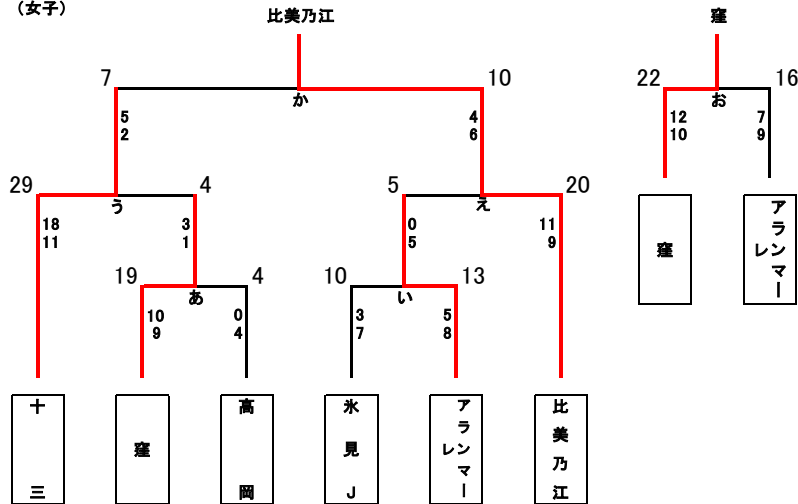 （女子）
比美乃江
窪
7
10
か
5
2
4
6
22
16
お
12
10
7
9
29
4
う
18
11
3
1
5
20
え
0
5
11
9
窪
アランマーレ
19
4
あ
10
9
0
4
10
13
い
3
7
5
8
十三
窪
高岡
氷見J
アランマーレ
比美乃江